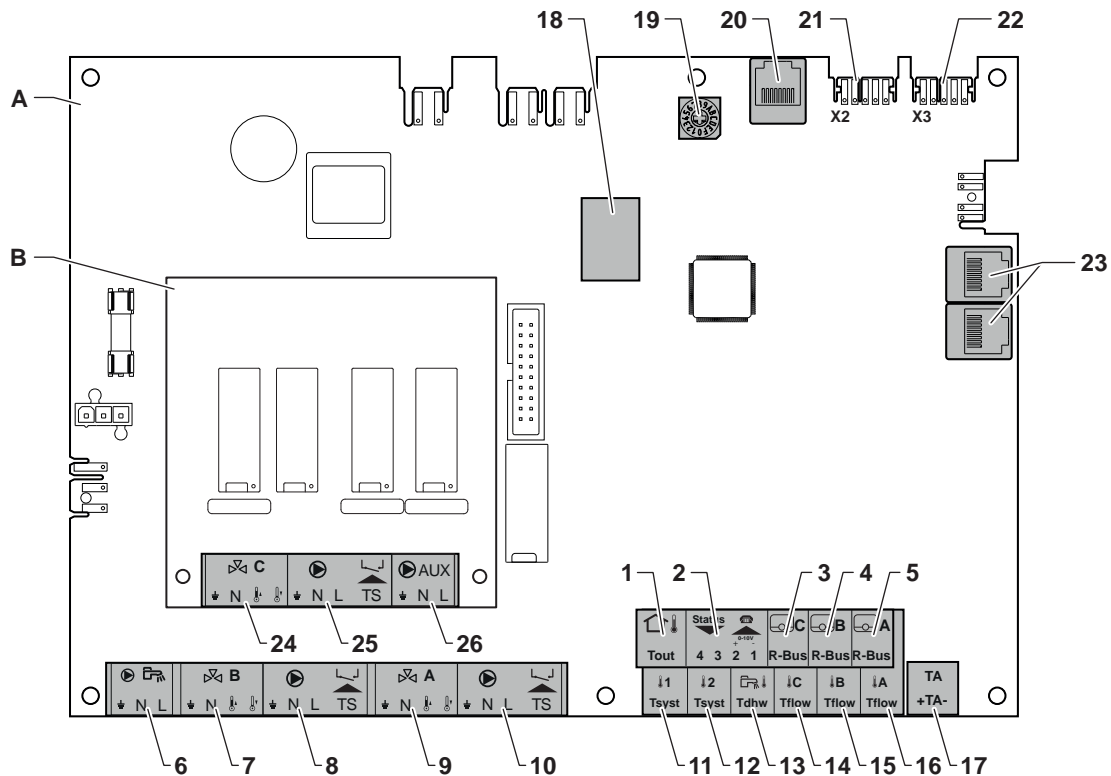 18 19 20 21 22
A
X2 X3
B
23
1 2 3 4 5
C
N
N L TS
AUX
N L
24 25 26
Tout
Status
0-10V
+ -
4 3 2 1
C
R-Bus
B
R-Bus
A
R-Bus
N L
B
N
N L TS
A
N
N L TS
1
Tsyst
2
Tsyst
Tdhw
C
Tflow
B
Tflow
A
Tflow
TA
+TA-
6 7 8 9 10 11 12 13 14 15 16 17